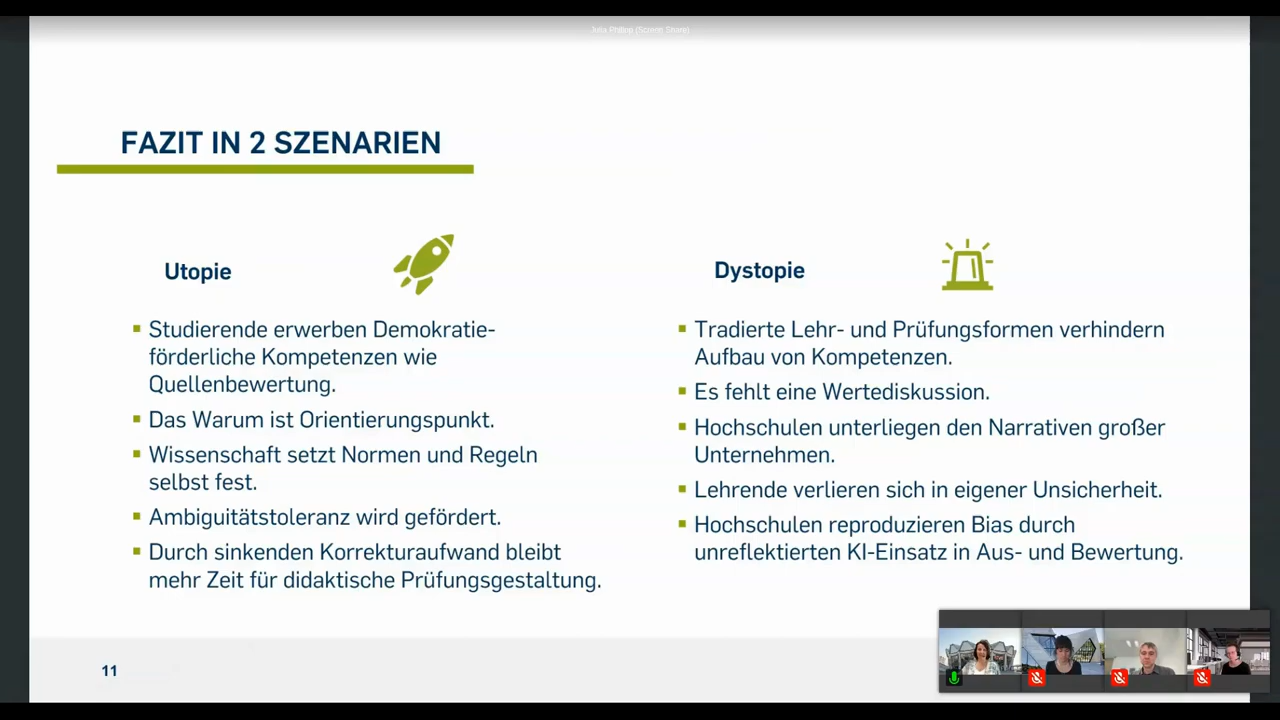 (Screen Share)
FAZIT IN 2 SZENARIEN
Utopie
Studierende erwerben Demokratie-
förderliche Kompetenzen wie
Quellenbewertung.
Das Warum ist Orientierungspunkt.
Wissenschaft setzt Normen und Regeln
selbst fest.
Ambiguitätstoleranz wird gefördert.
Durch sinkenden Korrekturaufwand bleibt
mehr Zeit für didaktische Prüfungsgestaltung.
Dystopie
Tradierte Lehr- und Prüfungsformen verhindern
Aufbau von Kompetenzen.
Es fehlt eine Wertediskussion.
Hochschulen unterliegen den Narrativen großer
Unternehmen.
Lehrende verlieren sich in eigener Unsicherheit.
Hochschulen reproduzieren Bias durch
unreflektierten KI-Einsatz in Aus- und Bewertung.
11